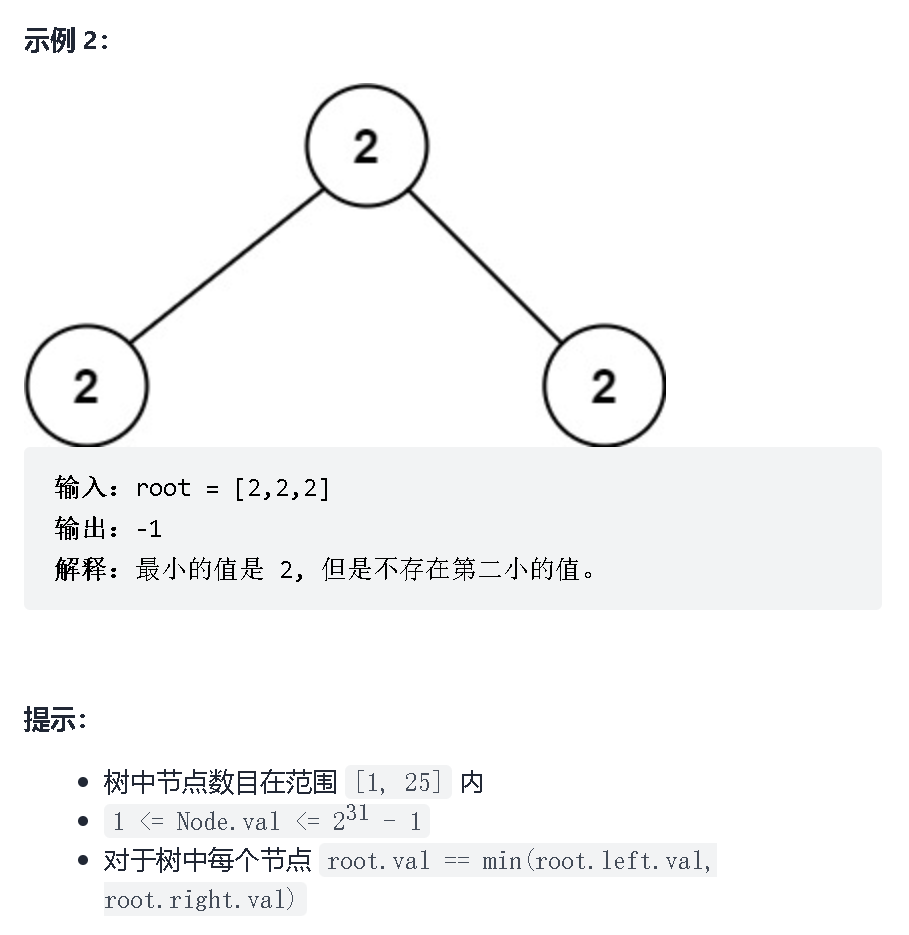 示例 2：
2
2
2
输入：root = [2,2,2]
输出：-1
解释：最小的值是 2, 但是不存在第二小的值。
提示：
树中节点数目在范围 [1, 25] 内
1 <= Node.val <= 2³¹ - 1
对于树中每个节点 root.val == min(root.left.val,
root.right.val)